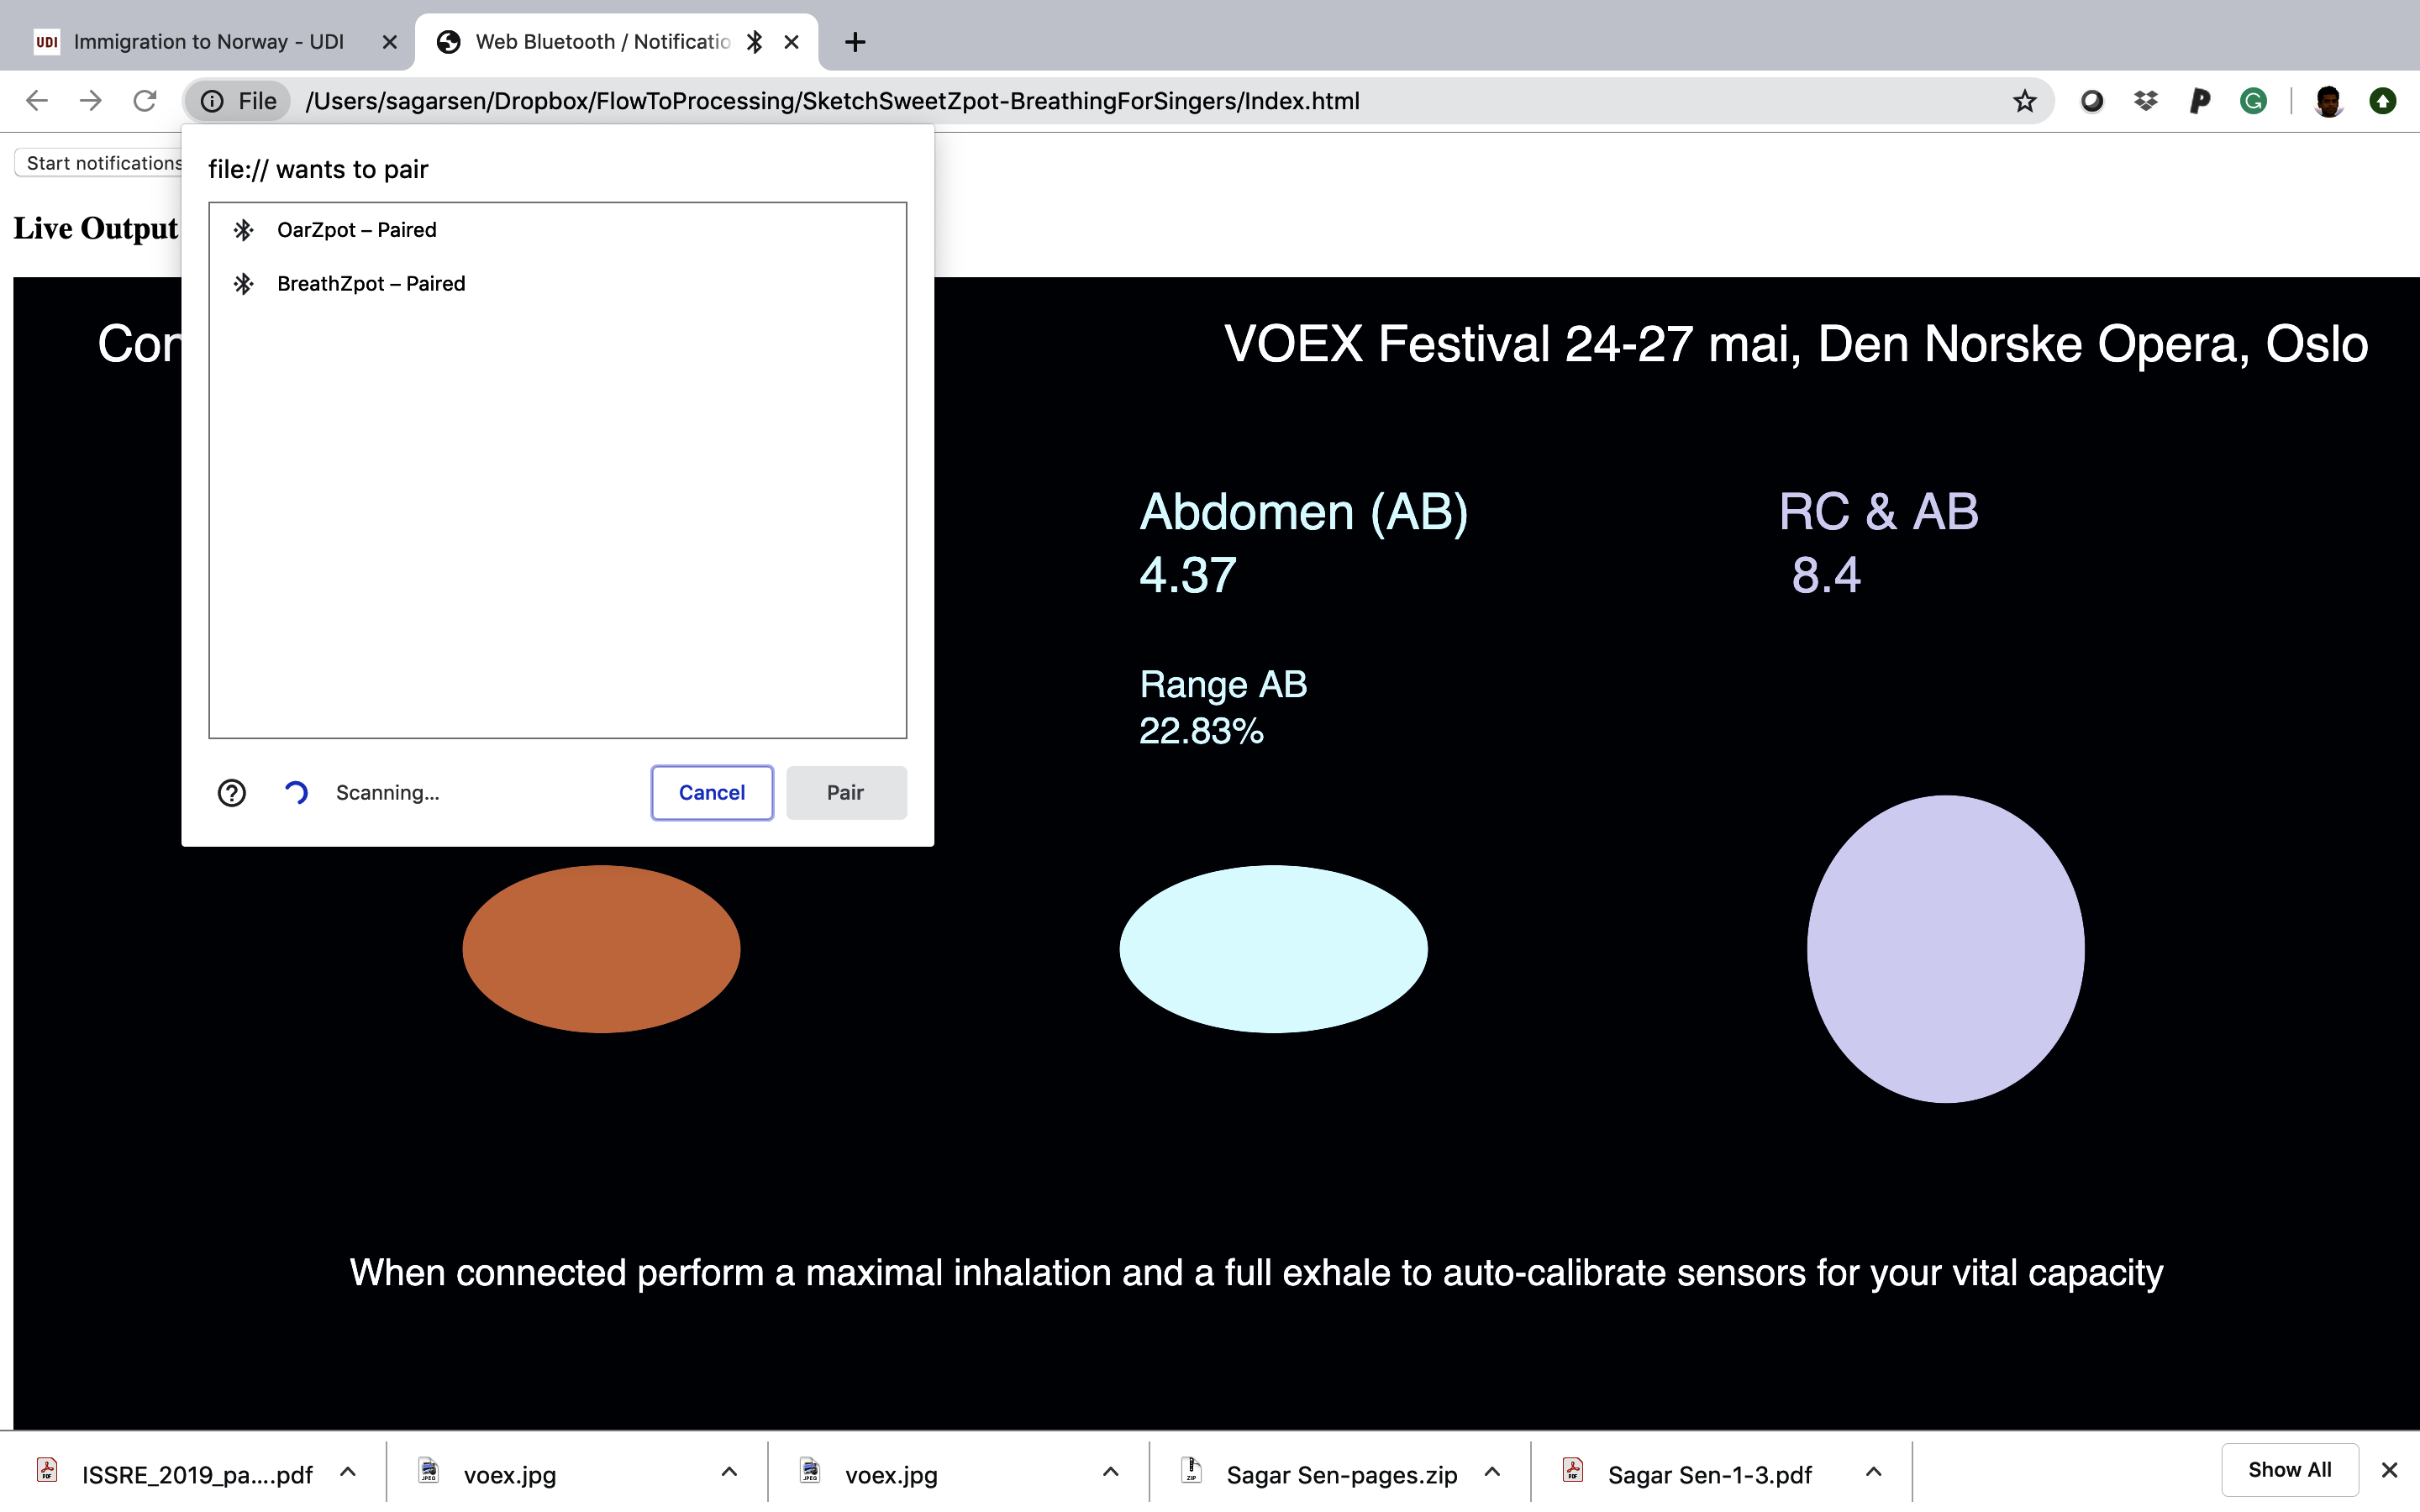 UDI Immigration to Norway - UDI
Web Bluetooth / Notificatio
File /Users/sagarsen/Dropbox/FlowToProcessing/SketchSweetZpot-BreathingForSingers/Index.html
Start notifications
file:// wants to pair
Live Output
OarZpot – Paired
BreathZpot – Paired
Scanning...
Cancel
Pair
Con
VOEX Festival 24-27 mai, Den Norske Opera, Oslo
Abdomen (AB)
4.37
Range AB
22.83%
RC & AB
8.4
When connected perform a maximal inhalation and a full exhale to auto-calibrate sensors for your vital capacity
ISSRE_2019_pa....pdf
voex.jpg
voex.jpg
Sagar Sen-pages.zip
Sagar Sen-1-3.pdf
Show All